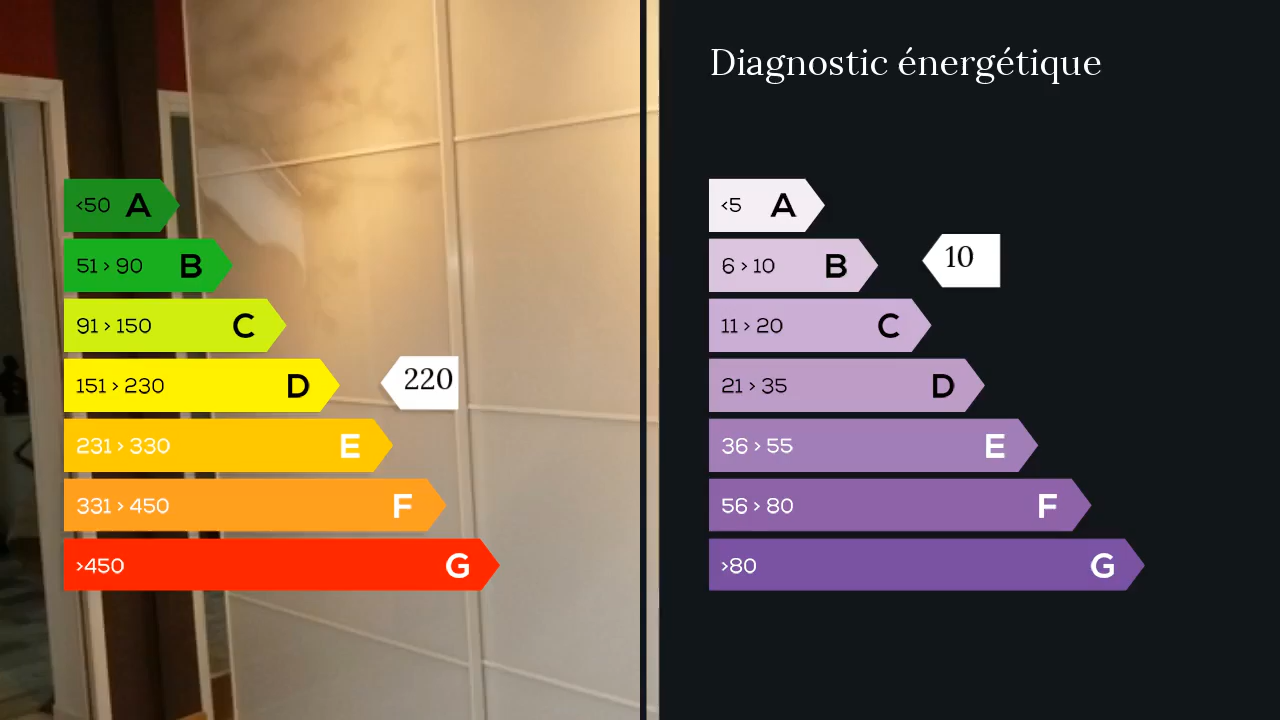 Diagnostic énergétique
<50 A
51 > 90 B
91 > 150 C
151 > 230 D
220
231 > 330 E
331 > 450 F
>450 G
<5 A
6 > 10 B
10
11 > 20 C
21 > 35 D
36 > 55 E
56 > 80 F
>80 G